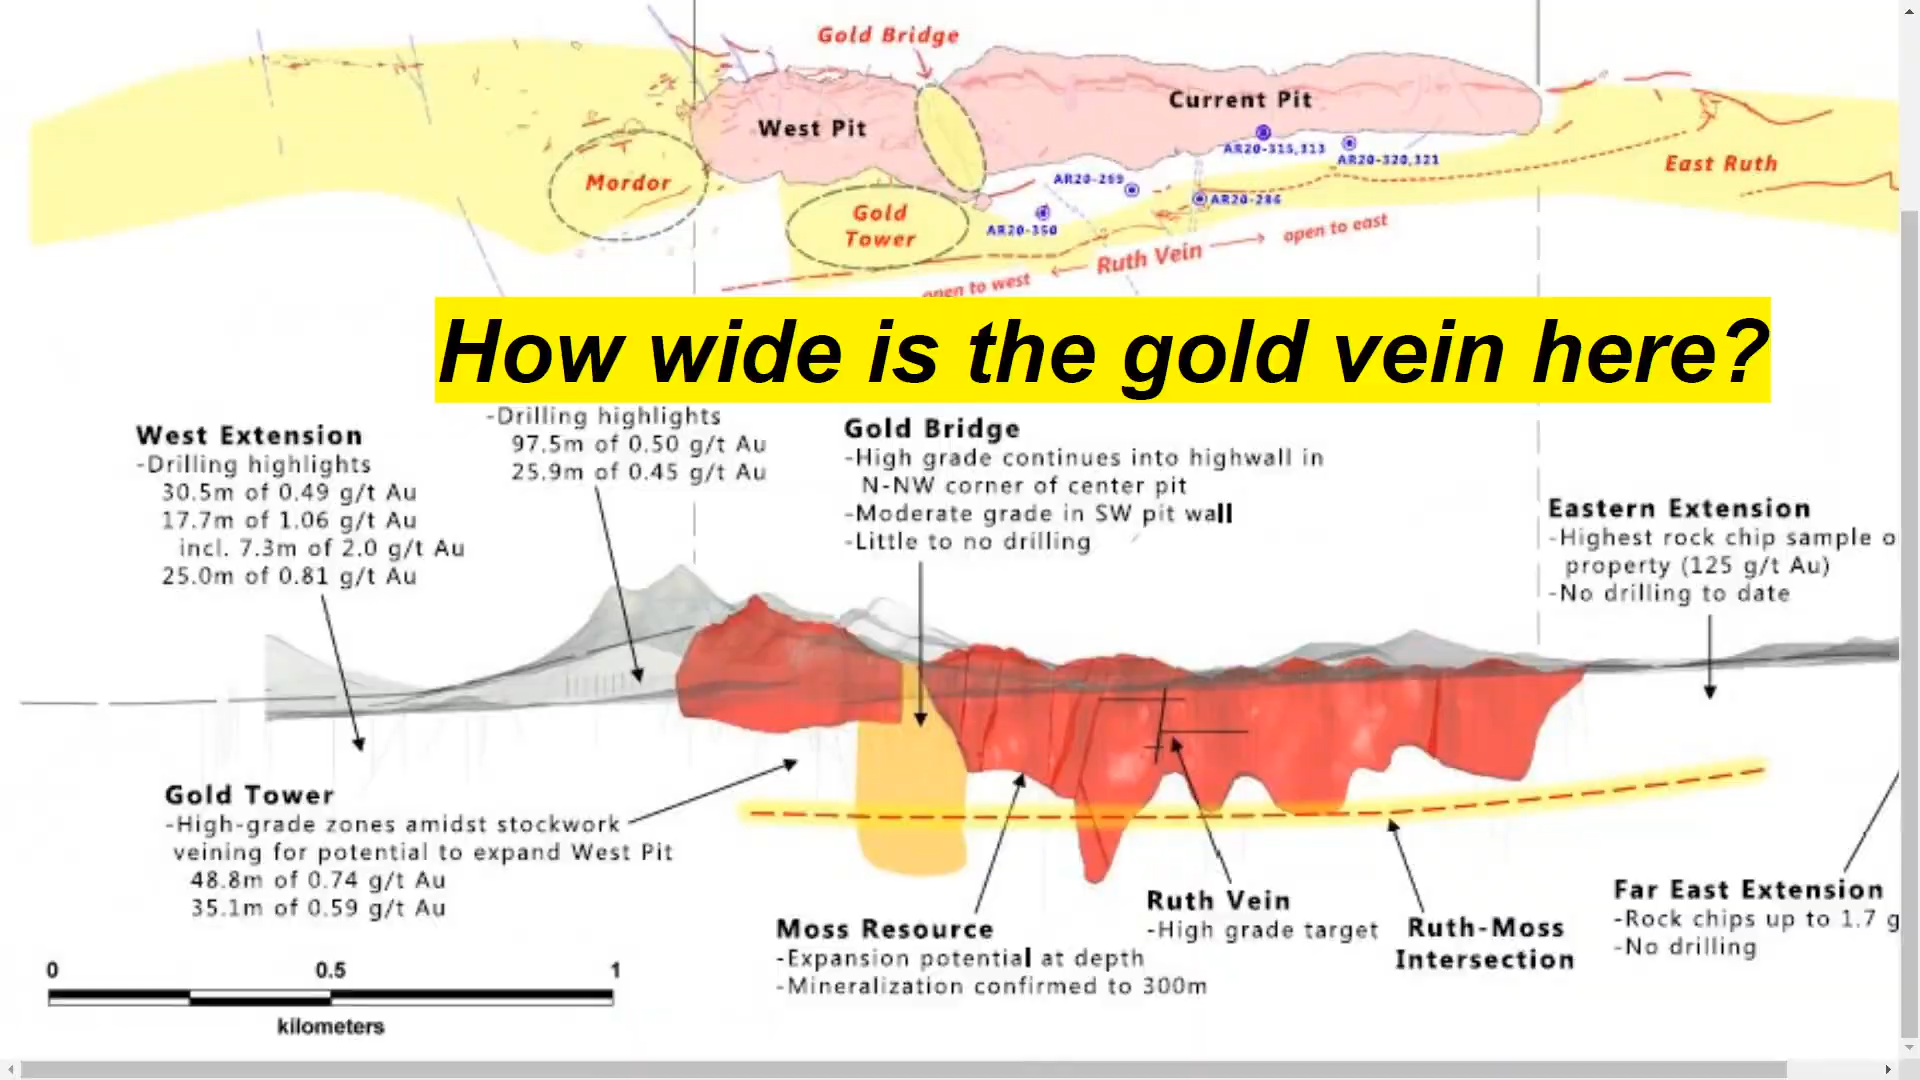 Gold Bridge
Current Pit
West Pit
AR20-315,313
AR20-320,321
East Ruth
Mordor
AR20-269
AR20-286
Gold
Tower
AR20-350
open to east
Ruth Vein
open to west
How wide is the gold vein here?
West Extension
-Drilling highlights
30.5m of 0.49 g/t Au
17.7m of 1.06 g/t Au
incl. 7.3m of 2.0 g/t Au
25.0m of 0.81 g/t Au
-Drilling highlights
97.5m of 0.50 g/t Au
25.9m of 0.45 g/t Au
Gold Bridge
-High grade continues into highwall in
N-NW corner of center pit
-Moderate grade in SW pit wall
-Little to no drilling
Eastern Extension
-Highest rock chip sample o
property (125 g/t Au)
-No drilling to date
Gold Tower
-High-grade zones amidst stockwork
veining for potential to expand West Pit
48.8m of 0.74 g/t Au
35.1m of 0.59 g/t Au
Moss Resource
-Expansion potential at depth
-Mineralization confirmed to 300m
Ruth Vein
-High grade target
Ruth-Moss
Intersection
Far East Extension
-Rock chips up to 1.7 g
-No drilling
0 0.5 1
kilometers